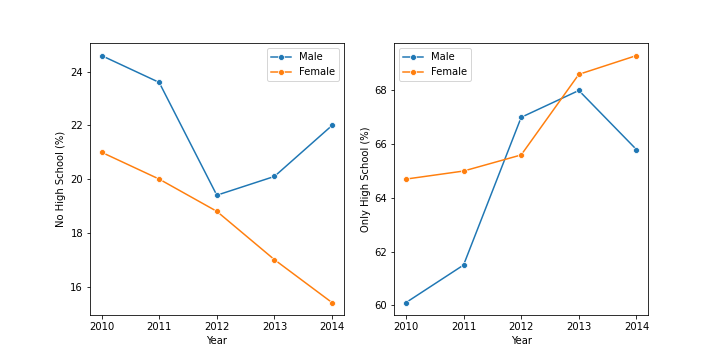 Male
Female
24
22
20
18
16
No High School (%)
2010 2011 2012 2013 2014
Year
Male
Female
68
66
64
62
60
Only High School (%)
2010 2011 2012 2013 2014
Year